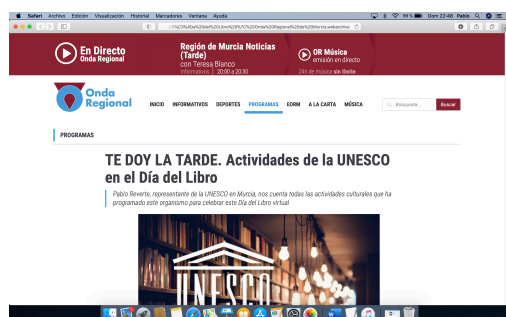 Safari Archivo Edición Visualización Historial Marcadores Ventana Ayuda
99 % Dom 22:48 Pablo
En Directo
Onda Regional
Región de Murcia Noticias
(Tarde)
con Teresa Blanco
Informativos | 20:00 a 20:30
OR Música
emisión en directo
24h de música sin límite
Onda
Regional
INICIO INFORMATIVOS DEPORTES PROGRAMAS EDRM A LA CARTA MÚSICA
Búsqueda... Buscar
PROGRAMAS
TE DOY LA TARDE. Actividades de la UNESCO
en el Día del Libro
Pablo Reverte, representente de la UNESCO en Murcia, nos cuenta todas las actividades culturales que ha
programado este organismo para celebrar este Día del Libro virtual
UNESCO